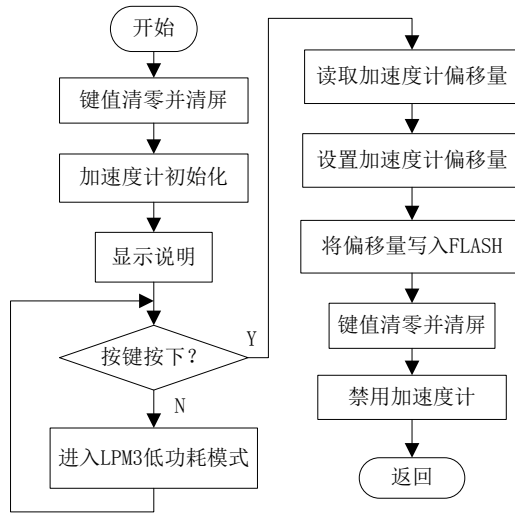 开始
键值清零并清屏
加速度计初始化
显示说明
按键按下？
Y
N
进入LPM3低功耗模式
读取加速度计偏移量
设置加速度计偏移量
将偏移量写入FLASH
键值清零并清屏
禁用加速度计
返回